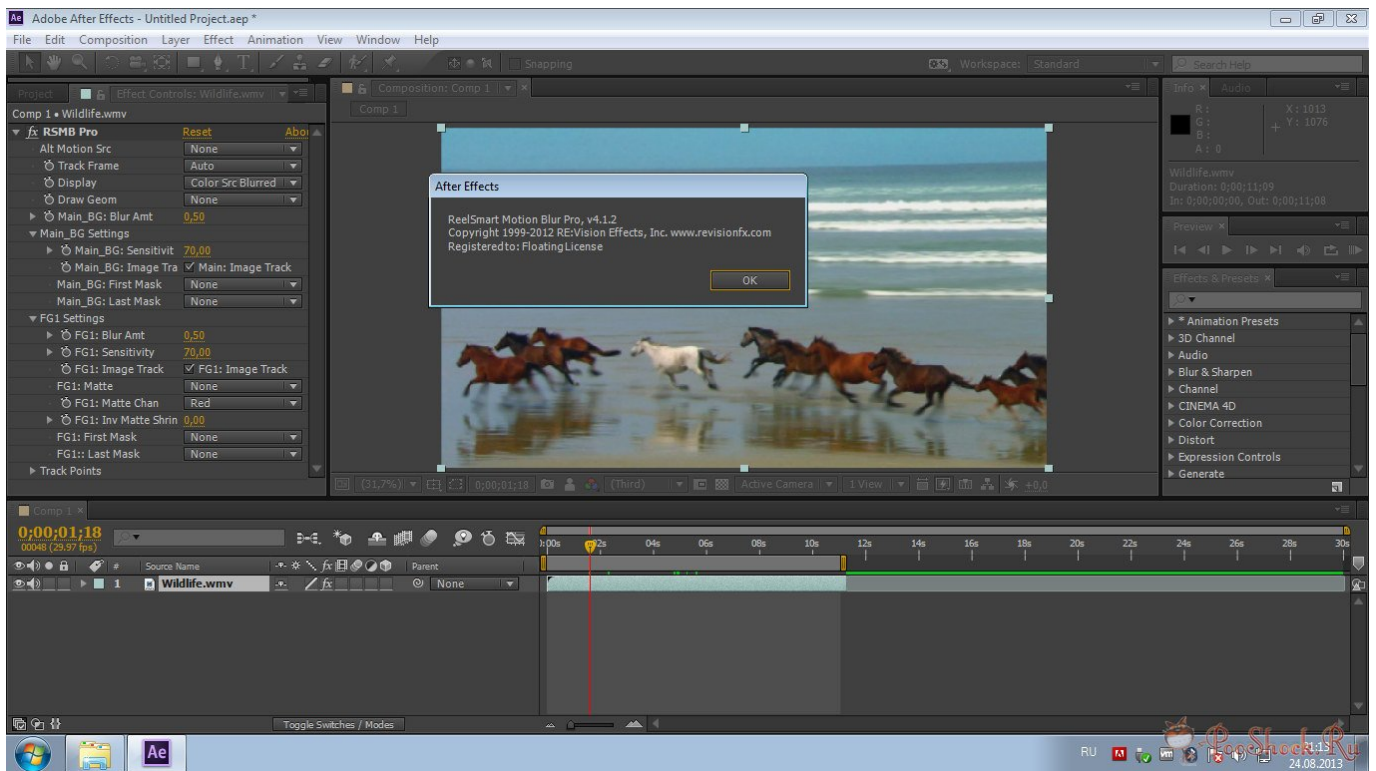 Ae Adobe After Effects - Untitled Project.aep *
File Edit Composition Layer Effect Animation View Window Help
Snapping
Workspace: Standard
Search Help
Project Effect Controls: Wildlife.wmv
Comp 1 • Wildlife.wmv
fx RSMB Pro Reset Abou
Alt Motion Src None
Track Frame Auto
Display Color Src Blurred
Draw Geom None
Main_BG: Blur Amt 0,50
Main_BG Settings
Main_BG: Sensitivit 70,00
Main_BG: Image Tra Main: Image Track
Main_BG: First Mask None
Main_BG: Last Mask None
FG1 Settings
FG1: Blur Amt 0,50
FG1: Sensitivity 70,00
FG1: Image Track FG1: Image Track
FG1: Matte None
FG1: Matte Chan Red
FG1: Inv Matte Shrin 0,00
FG1: First Mask None
FG1:: Last Mask None
Track Points
Composition: Comp 1
Comp 1
After Effects
ReelSmart Motion Blur Pro, v4.1.2
Copyright 1999-2012 RE:Vision Effects, Inc. www.revisionfx.com
Registeredto: FloatingLicense
OK
(31,7%) 0;00;01;18 (Third) Active Camera 1 View +0,0
Info Audio
R : X : 1013
G : Y : 1076
B :
A : 0
Wildlife.wmv
Duration: 0;00;11;09
In: 0;00;00;00, Out: 0;00;11;08
Preview
Effects & Presets
* Animation Presets
3D Channel
Audio
Blur & Sharpen
Channel
CINEMA 4D
Color Correction
Distort
Expression Controls
Generate
Comp 1
0;00;01;18
00048 (29.97 fps)
):00s 02s 04s 06s 08s 10s 12s 14s 16s 18s 20s 22s 24s 26s 28s 30s
# Source Name fx Parent
1 Wildlife.wmv fx None
Toggle Switches / Modes
Ae
RU
PooShock.Ru
21:13
24.08.2013